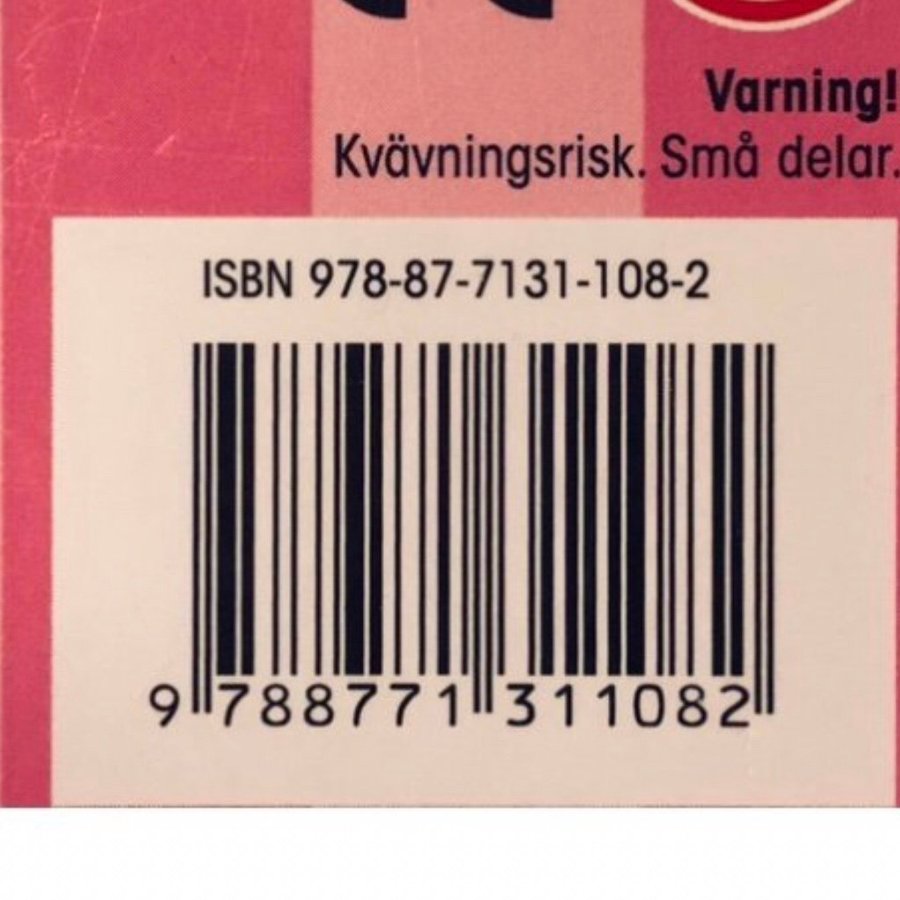 Varning!
Kvävningsrisk. Små delar.
ISBN 978-87-7131-108-2
9 788771 311082